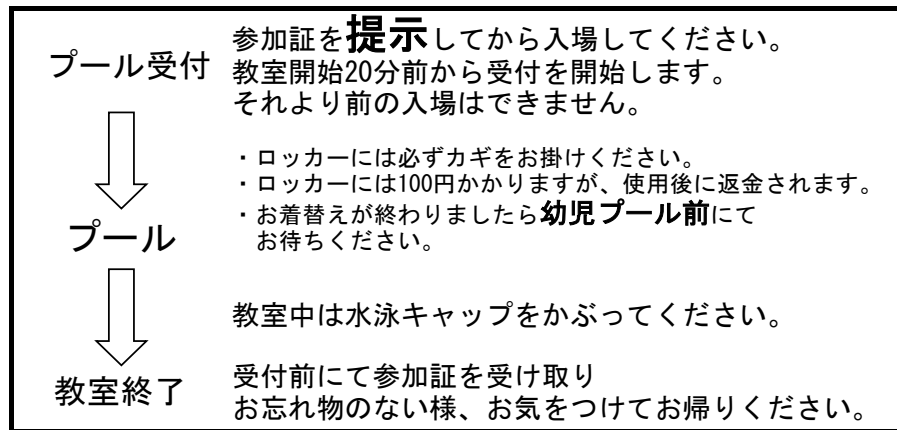 プール受付
参加証を提示してから入場してください。
教室開始20分前から受付を開始します。
それより前の入場はできません。
・ロッカーには必ずカギをお掛けください。
・ロッカーには100円かかりますが、使用後に返金されます。
・お着替えが終わりましたら幼児プール前にて
お待ちください。
プール
教室中は水泳キャップをかぶってください。
教室終了
受付前にて参加証を受け取り
お忘れ物のない様、お気をつけてお帰りください。